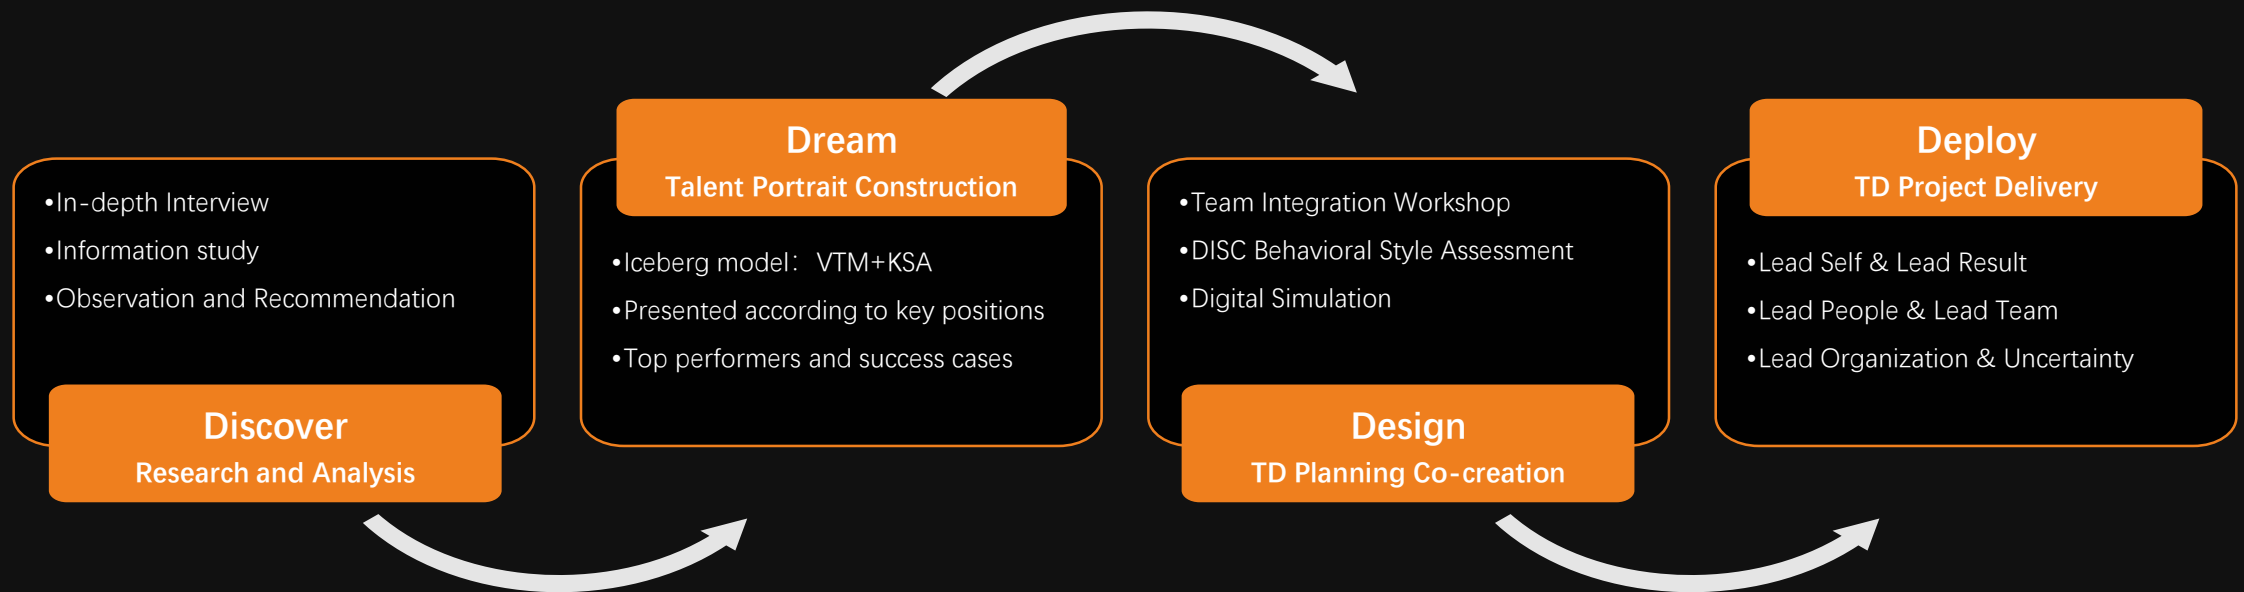 •In-depth Interview
•Information study
•Observation and Recommendation
Discover
Research and Analysis
Dream
Talent Portrait Construction
•Iceberg model： VTM+KSA
•Presented according to key positions
•Top performers and success cases
•Team Integration Workshop
•DISC Behavioral Style Assessment
•Digital Simulation
Design
TD Planning Co-creation
Deploy
TD Project Delivery
•Lead Self & Lead Result
•Lead People & Lead Team
•Lead Organization & Uncertainty